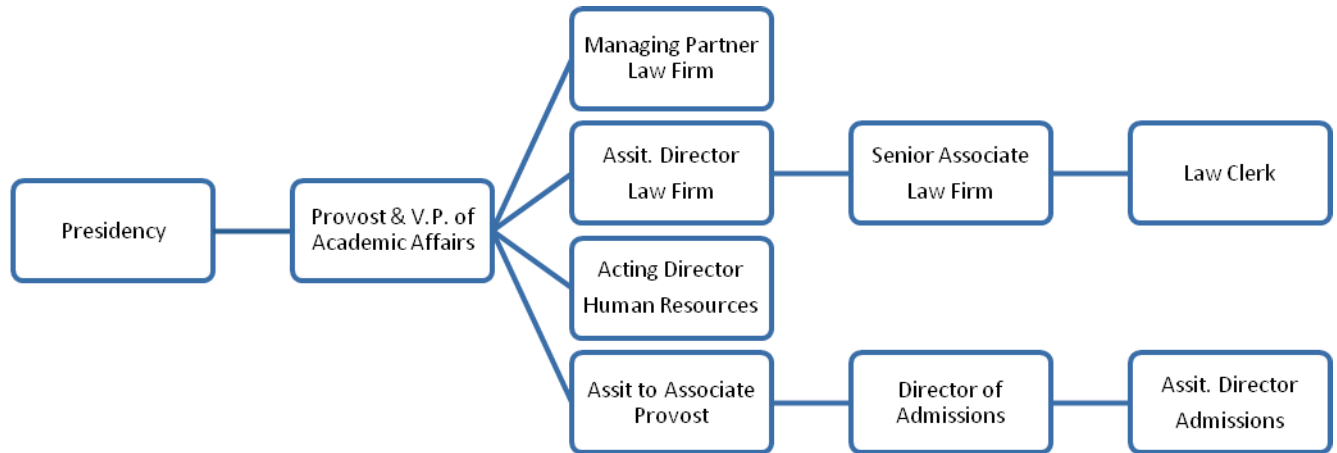 Presidency
Provost & V.P. of
Academic Affairs
Managing Partner
Law Firm
Assit. Director
Law Firm
Senior Associate
Law Firm
Law Clerk
Acting Director
Human Resources
Assit to Associate
Provost
Director of
Admissions
Assit. Director
Admissions